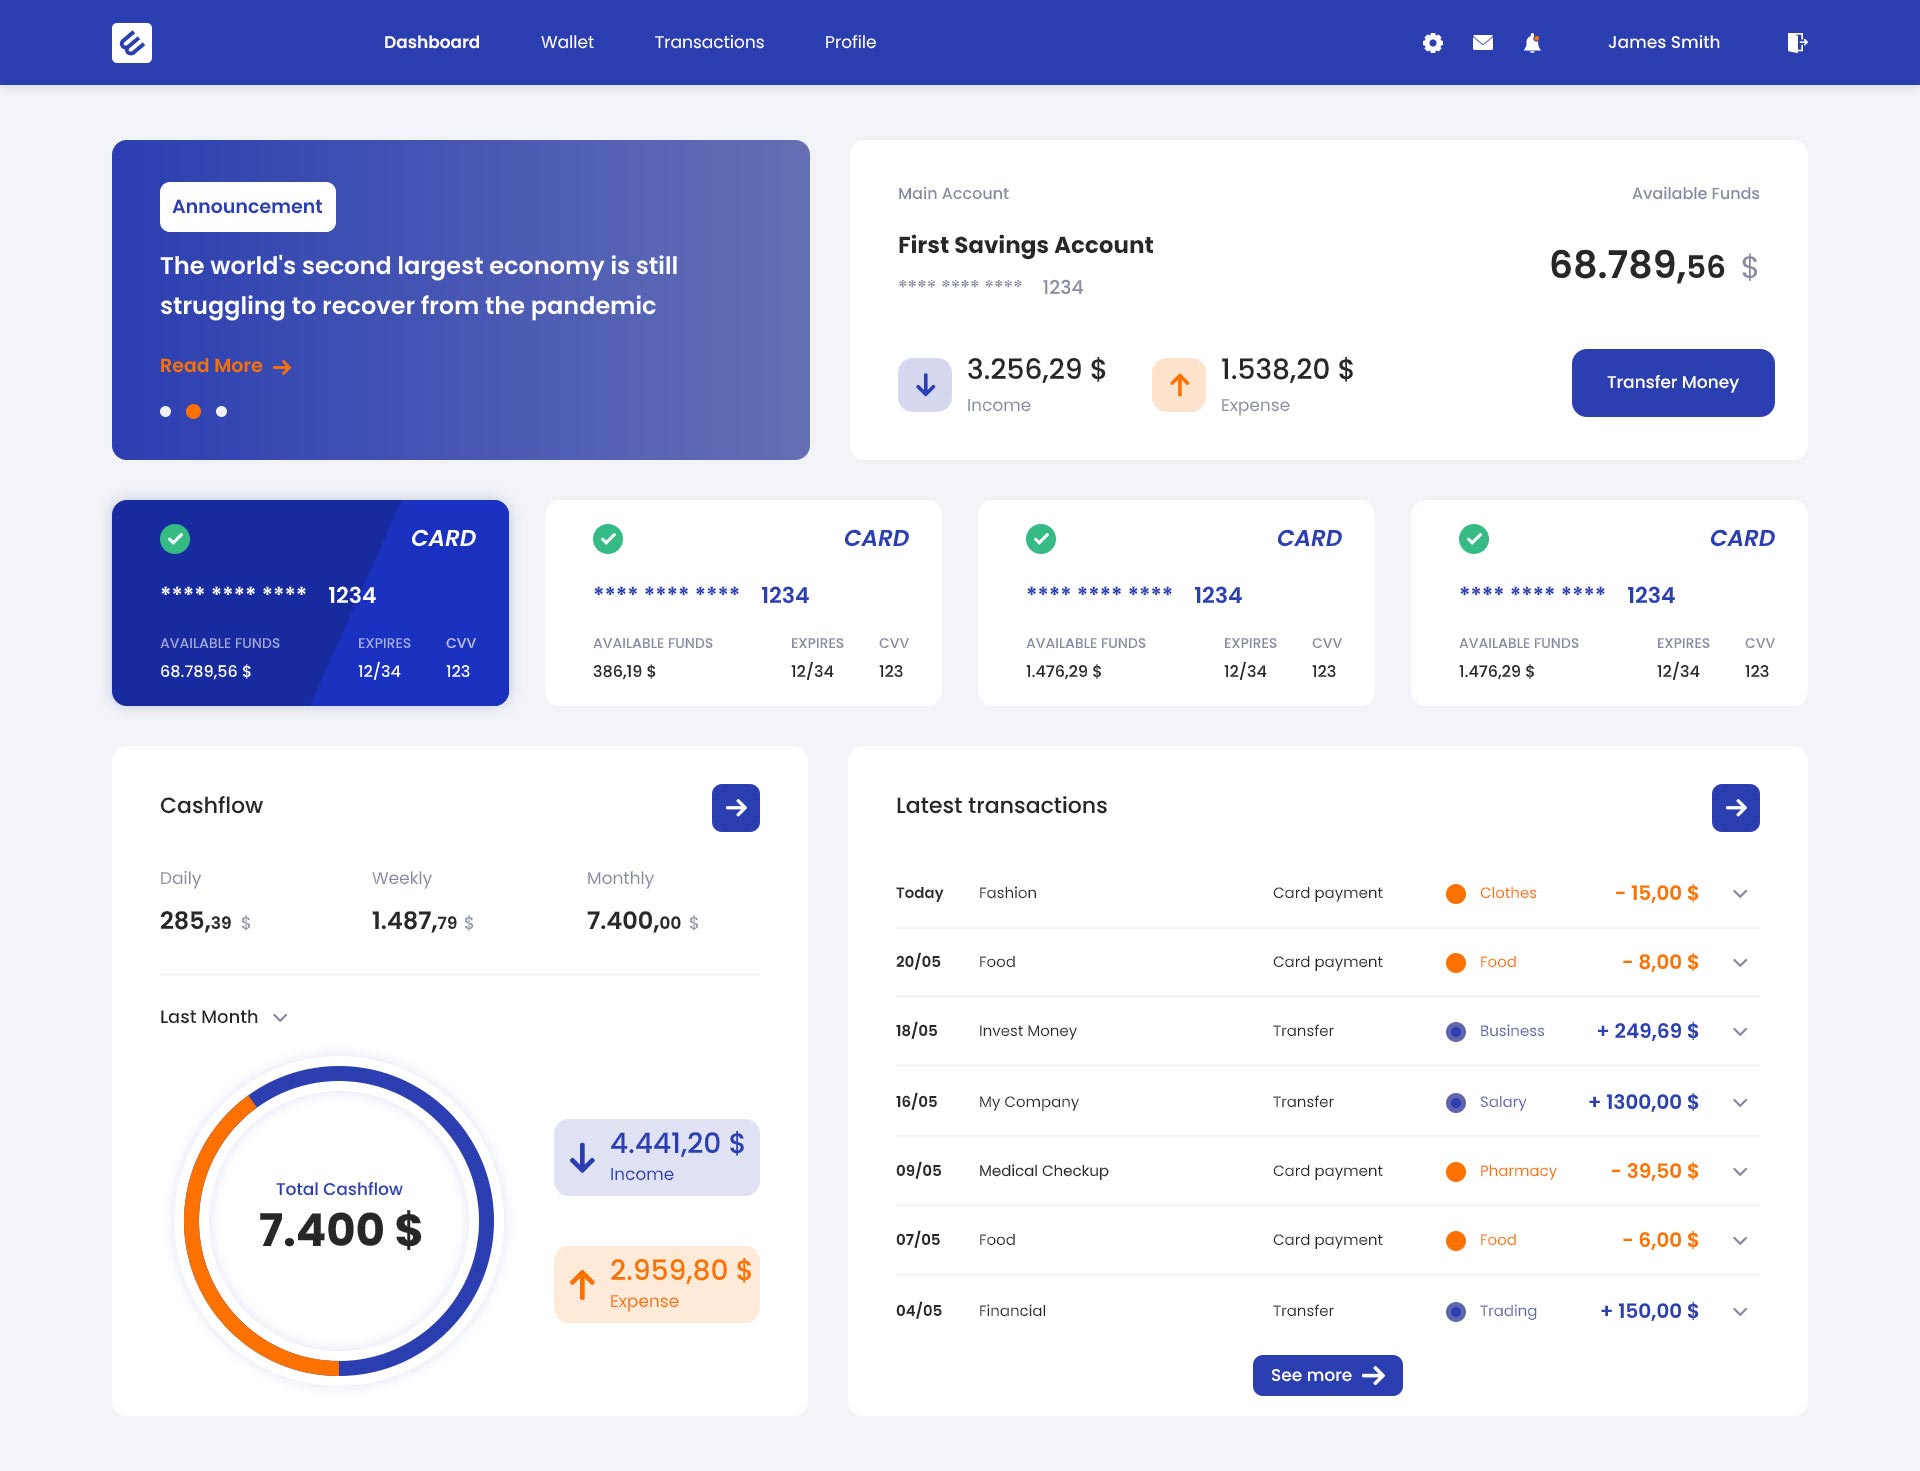 Dashboard Wallet Transactions Profile James Smith
Announcement
The world's second largest economy is still
struggling to recover from the pandemic
Read More
Main Account Available Funds
First Savings Account
68.789,56 $
**** **** **** 1234
3.256,29 $ 1.538,20 $
Income Expense
Transfer Money
CARD
**** **** **** 1234
AVAILABLE FUNDS EXPIRES CVV
68.789,56 $ 12/34 123
CARD
**** **** **** 1234
AVAILABLE FUNDS EXPIRES CVV
386,19 $ 12/34 123
CARD
**** **** **** 1234
AVAILABLE FUNDS EXPIRES CVV
1.476,29 $ 12/34 123
CARD
**** **** **** 1234
AVAILABLE FUNDS EXPIRES CVV
1.476,29 $ 12/34 123
Cashflow
Daily Weekly Monthly
285,39 $ 1.487,79 $ 7.400,00 $
Last Month
Total Cashflow
7.400 $
4.441,20 $
Income
2.959,80 $
Expense
Latest transactions
Today Fashion Card payment Clothes - 15,00 $
20/05 Food Card payment Food - 8,00 $
18/05 Invest Money Transfer Business + 249,69 $
16/05 My Company Transfer Salary + 1300,00 $
09/05 Medical Checkup Card payment Pharmacy - 39,50 $
07/05 Food Card payment Food - 6,00 $
04/05 Financial Transfer Trading + 150,00 $
See more